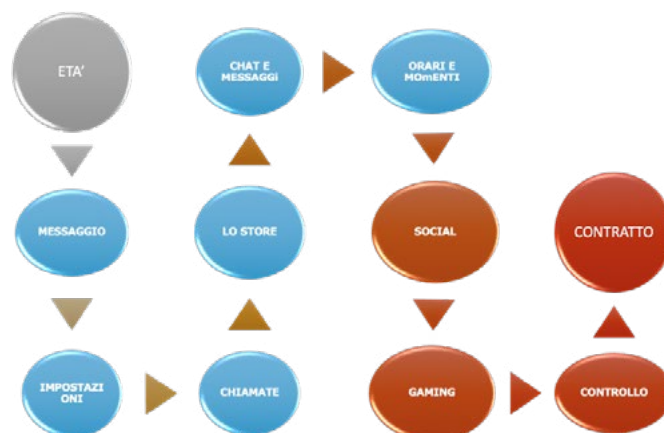 ETA'
MESSAGGIO
IMPOSTAZI
ONI
CHIAMATE
LO STORE
CHAT E
MESSAGGi
ORARI E
MOmENTI
SOCIAL
GAMING
CONTROLLO
CONTRATTO